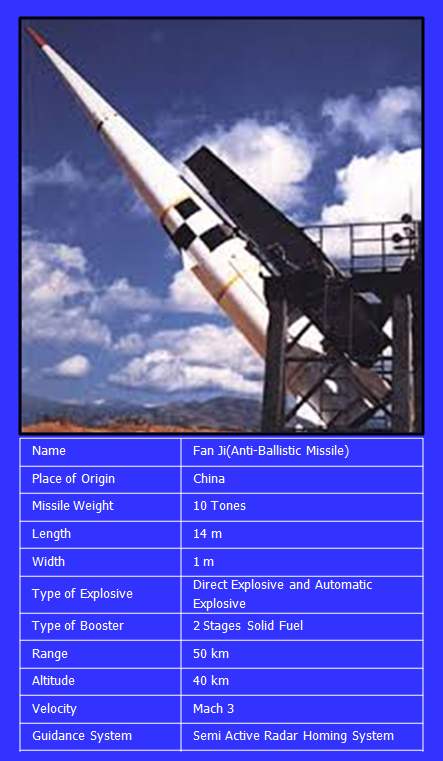 Name Fan Ji(Anti-Ballistic Missile)
Place of Origin China
Missile Weight 10 Tones
Length 14 m
Width 1 m
Type of Explosive Direct Explosive and Automatic
Explosive
Type of Booster 2 Stages Solid Fuel
Range 50 km
Altitude 40 km
Velocity Mach 3
Guidance System Semi Active Radar Homing System